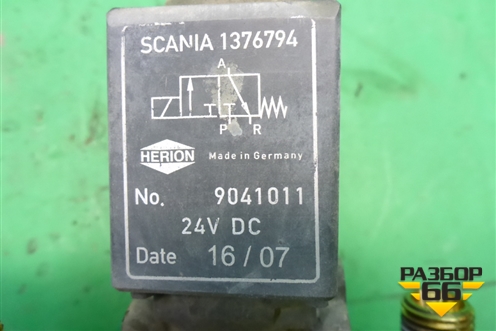 SCANIA 1376794
A
P R
HERION Made in Germany
No. 9041011
24V DC
Date 16/07
РАЗБОР
66